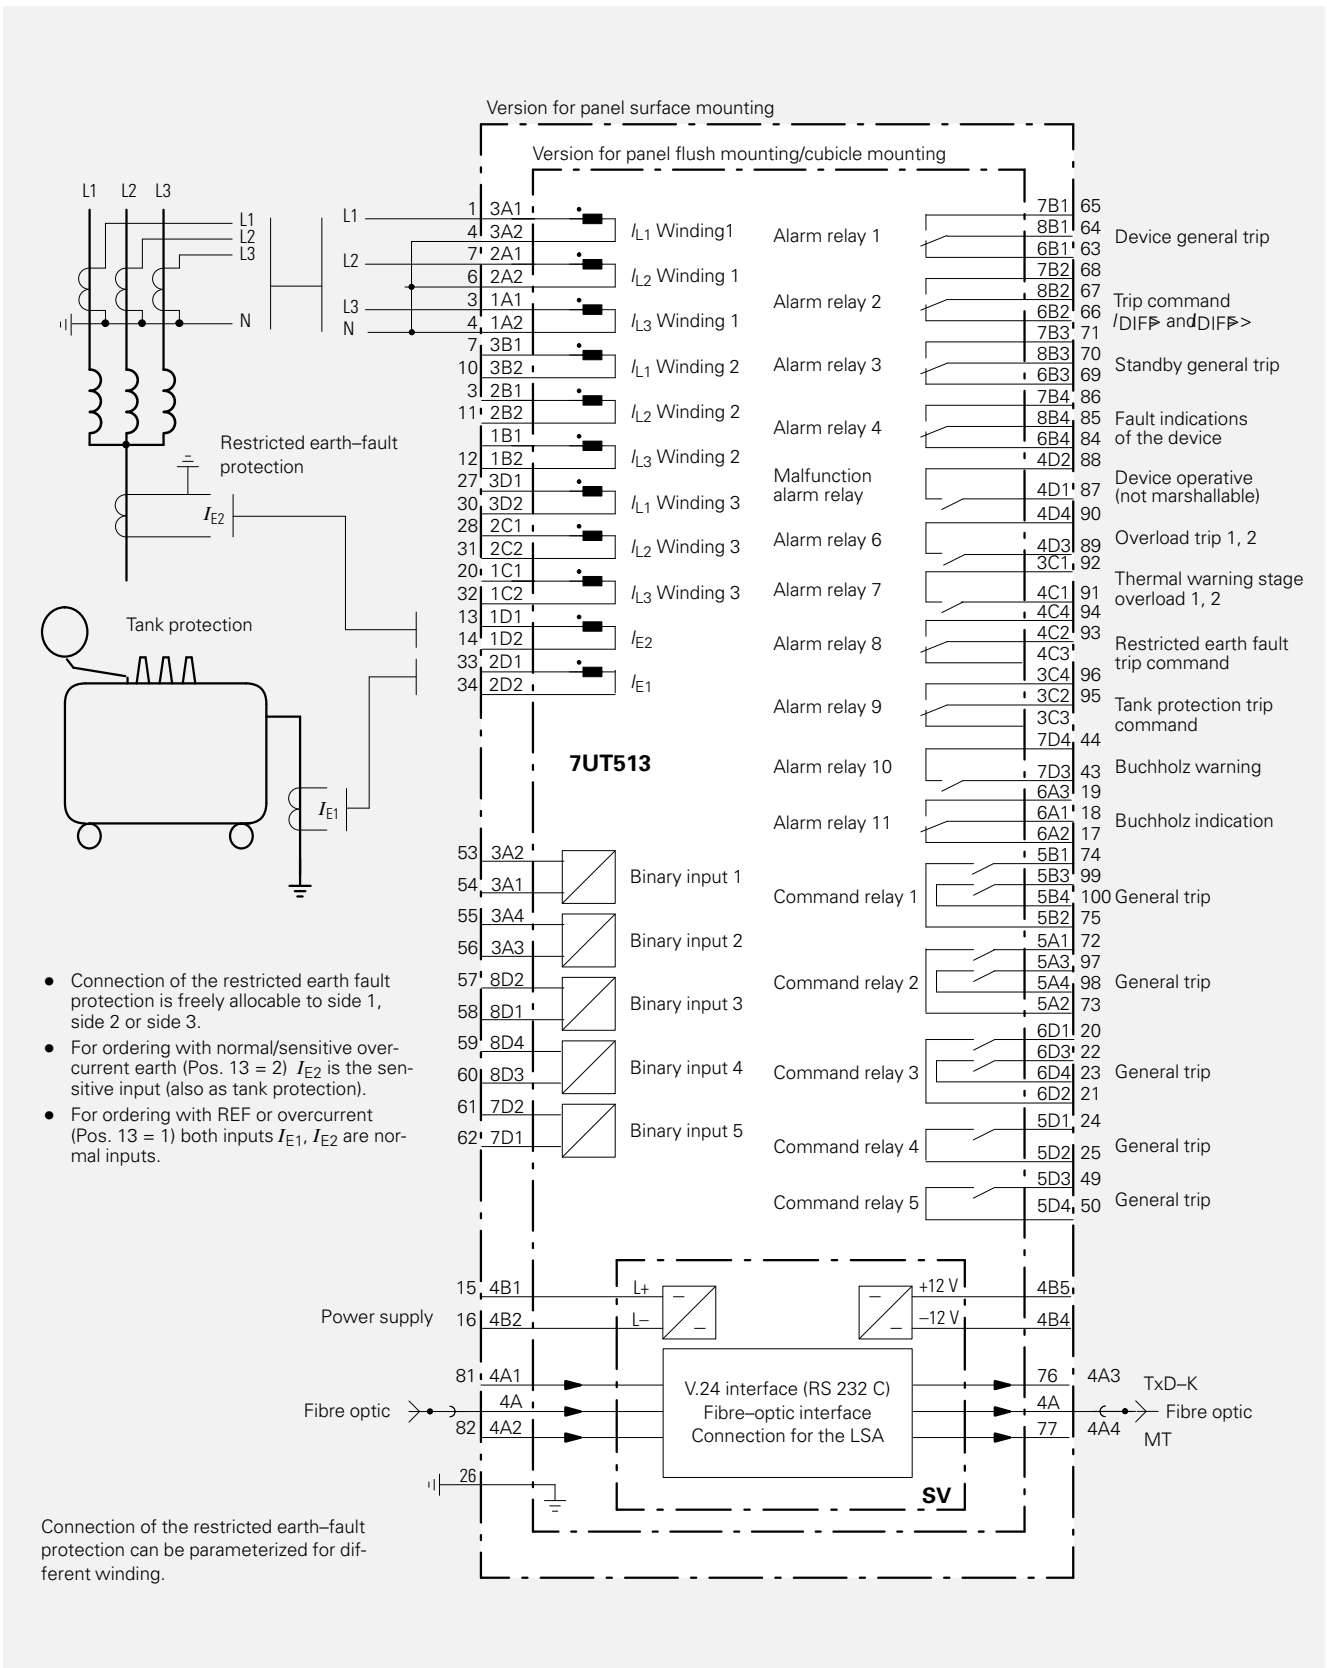 Version for panel surface mounting
Version for panel flush mounting/cubicle mounting
L1 L2 L3
L1
L2
L3
N
L1
L2
L3
N
1 3A1
4 3A2
IL1 Winding1
7 2A1
6 2A2
IL2 Winding 1
3 1A1
4 1A2
IL3 Winding 1
7 3B1
10 3B2
IL1 Winding 2
3 2B1
11 2B2
IL2 Winding 2
1B1
12 1B2
IL3 Winding 2
27 3D1
30 3D2
IL1 Winding 3
28 2C1
31 2C2
IL2 Winding 3
20 1C1
32 1C2
IL3 Winding 3
13 1D1
14 1D2
IE2
33 2D1
34 2D2
IE1
Restricted earth–fault
protection
IE2
Tank protection
IE1
7UT513
53 3A2
54 3A1
Binary input 1
55 3A4
56 3A3
Binary input 2
57 8D2
58 8D1
Binary input 3
59 8D4
60 8D3
Binary input 4
61 7D2
62 7D1
Binary input 5
Alarm relay 1
7B1 65
8B1 64
6B1 63
Device general trip
Alarm relay 2
7B2 68
8B2 67
6B2 66
Trip command
IDIFF> and IDIFF>>
Alarm relay 3
7B3 71
8B3 70
6B3 69
Standby general trip
Alarm relay 4
7B4 86
8B4 85
6B4 84
Fault indications
of the device
Malfunction
alarm relay
4D2 88
4D1 87
Device operative
(not marshallable)
Alarm relay 6
4D4 90
4D3 89
Overload trip 1, 2
Alarm relay 7
3C1 92
4C1 91
Thermal warning stage
overload 1, 2
Alarm relay 8
4C4 94
4C2 93
4C3
Restricted earth fault
trip command
Alarm relay 9
3C4 96
3C2 95
3C3
Tank protection trip
command
Alarm relay 10
7D4 44
7D3 43
Buchholz warning
Alarm relay 11
6A3 19
6A1 18
6A2 17
Buchholz indication
Command relay 1
5B1 74
5B3 99
5B4 100
5B2 75
General trip
Command relay 2
5A1 72
5A3 97
5A4 98
5A2 73
General trip
Command relay 3
6D1 20
6D3 22
6D4 23
6D2 21
General trip
Command relay 4
5D1 24
5D2 25
General trip
Command relay 5
5D3 49
5D4 50
General trip
● Connection of the restricted earth fault
protection is freely allocable to side 1,
side 2 or side 3.
● For ordering with normal/sensitive over-
current earth (Pos. 13 = 2) IE2 is the sen-
sitive input (also as tank protection).
● For ordering with REF or overcurrent
(Pos. 13 = 1) both inputs IE1, IE2 are nor-
mal inputs.
Power supply
15 4B1 L+
16 4B2 L–
+12 V 4B5
–12 V 4B4
Fibre optic
81 4A1
4A
82 4A2
V.24 interface (RS 232 C)
Fibre–optic interface
Connection for the LSA
76 4A3
4A
77 4A4
TxD–K
Fibre optic
MT
26
SV
Connection of the restricted earth–fault
protection can be parameterized for dif-
ferent winding.